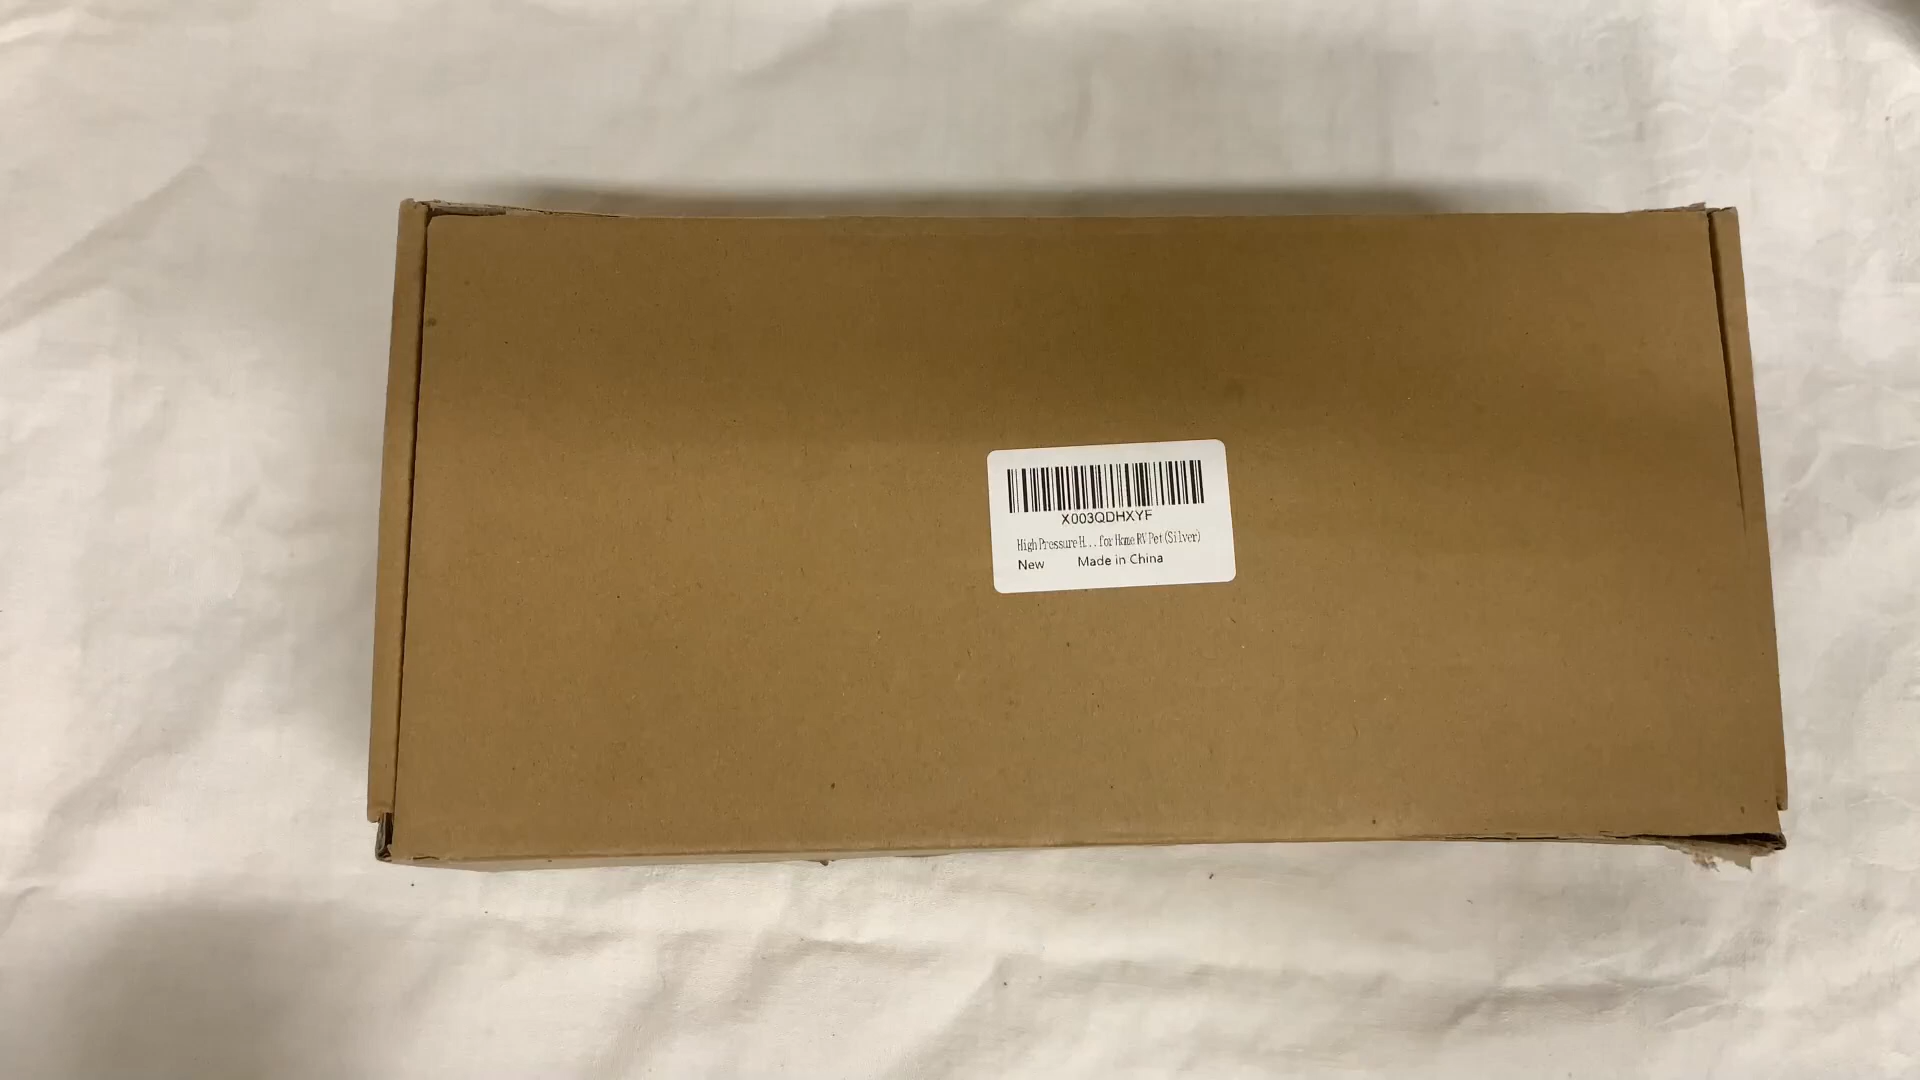 X003QDHXYF
High Pressure H...for Home RV Pet (Silver)
New Made in China